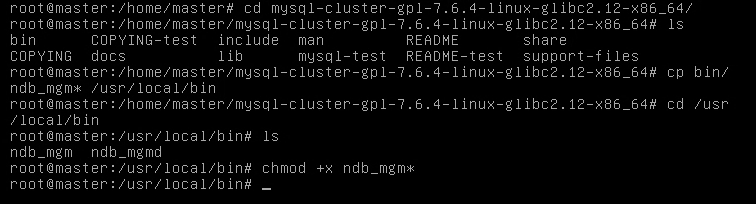 root@master:/home/master# cd mysql-cluster-gpl-7.6.4-linux-glibc2.12-x86_64/
root@master:/home/master/mysql-cluster-gpl-7.6.4-linux-glibc2.12-x86_64# ls
bin      COPYING-test  include  man         README       share
COPYING  docs          lib      mysql-test  README-test  support-files
root@master:/home/master/mysql-cluster-gpl-7.6.4-linux-glibc2.12-x86_64# cp bin/
ndb_mgm* /usr/local/bin
root@master:/home/master/mysql-cluster-gpl-7.6.4-linux-glibc2.12-x86_64# cd /usr
/local/bin
root@master:/usr/local/bin# ls
ndb_mgm  ndb_mgmd
root@master:/usr/local/bin# chmod +x ndb_mgm*
root@master:/usr/local/bin# _